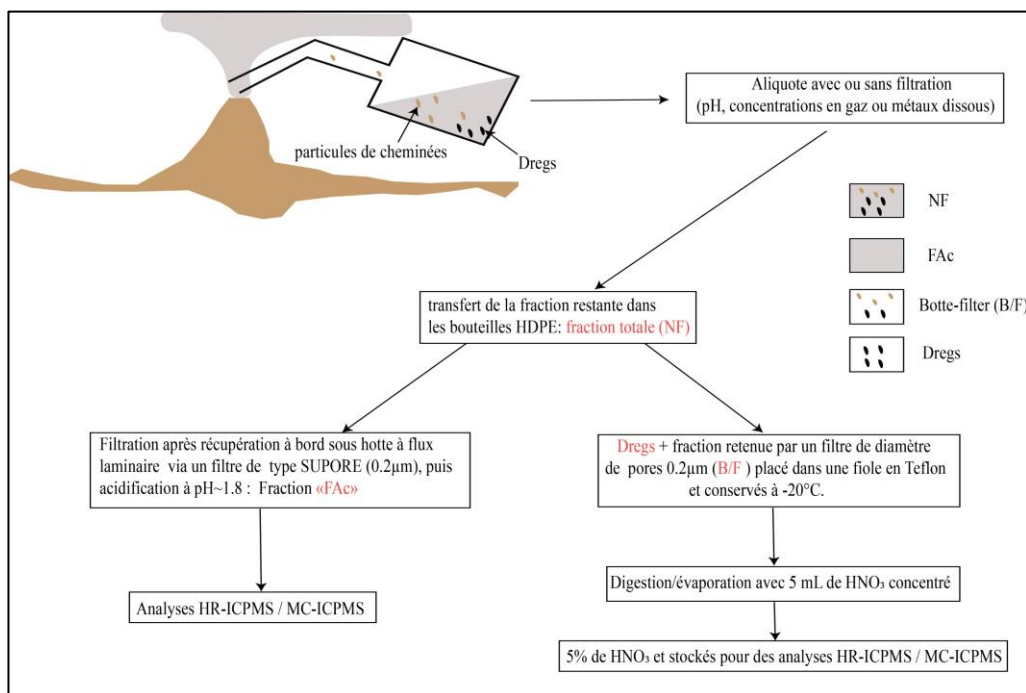 particules de cheminées
Dregs
Aliquote avec ou sans filtration
(pH, concentrations en gaz ou métaux dissous)
NF
FAc
Botte-filter (B/F)
Dregs
transfert de la fraction restante dans
les bouteilles HDPE: fraction totale (NF)
Filtration après récupération à bord sous hotte à flux
laminaire via un filtre de type SUPORE (0.2µm), puis
acidification à pH~1.8 : Fraction «FAc»
Dregs + fraction retenue par un filtre de diamètre
de pores 0.2µm (B/F ) placé dans une fiole en Teflon
et conservés à -20°C.
Digestion/évaporation avec 5 mL de HNO₃ concentré
Analyses HR-ICPMS / MC-ICPMS
5% de HNO₃ et stockés pour des analyses HR-ICPMS / MC-ICPMS